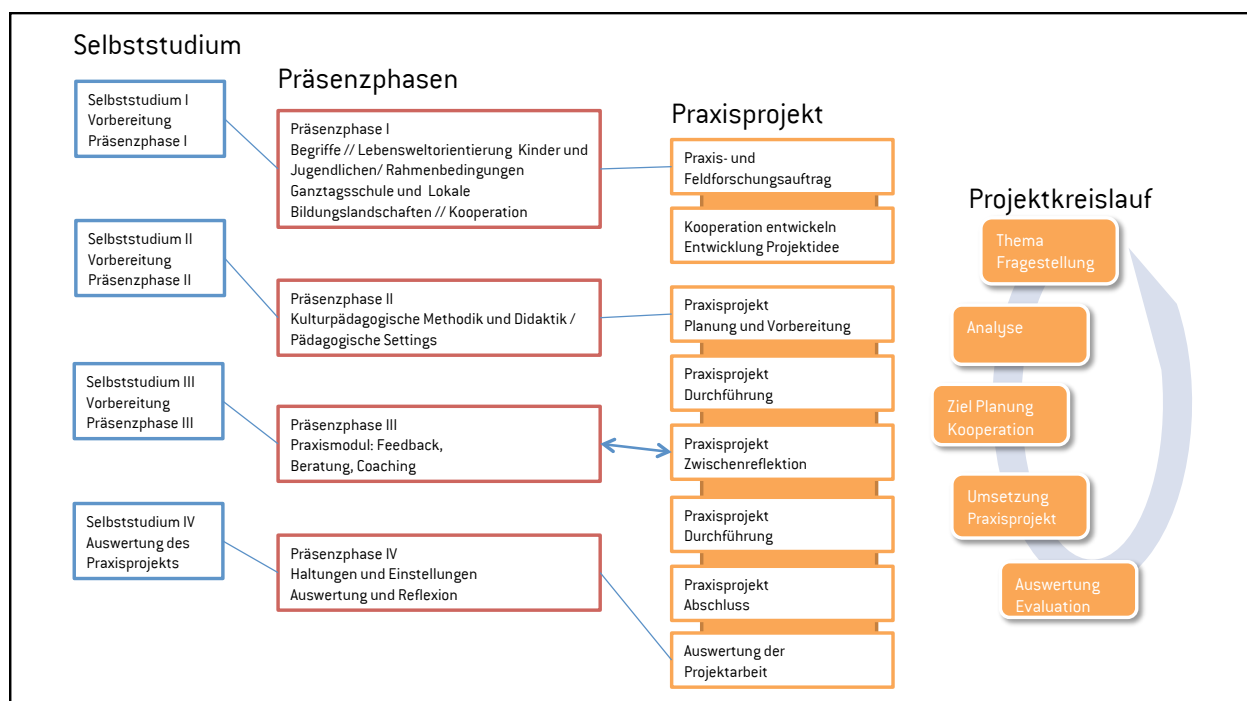 Selbststudium
Selbststudium I
Vorbereitung
Präsenzphase I
Selbststudium II
Vorbereitung
Präsenzphase II
Selbststudium III
Vorbereitung
Präsenzphase III
Selbststudium IV
Auswertung des
Praxisprojekts
Präsenzphasen
Präsenzphase I
Begriffe // Lebensweltorientierung Kinder und
Jugendlichen/ Rahmenbedingungen
Ganztagsschule und Lokale
Bildungslandschaften // Kooperation
Präsenzphase II
Kulturpädagogische Methodik und Didaktik /
Pädagogische Settings
Präsenzphase III
Praxismodul: Feedback,
Beratung, Coaching
Präsenzphase IV
Haltungen und Einstellungen
Auswertung und Reflexion
Praxisprojekt
Praxis- und
Feldforschungsauftrag
Kooperation entwickeln
Entwicklung Projektidee
Praxisprojekt
Planung und Vorbereitung
Praxisprojekt
Durchführung
Praxisprojekt
Zwischenreflektion
Praxisprojekt
Durchführung
Praxisprojekt
Abschluss
Auswertung der
Projektarbeit
Projektkreislauf
Thema
Fragestellung
Analyse
Ziel Planung
Kooperation
Umsetzung
Praxisprojekt
Auswertung
Evaluation